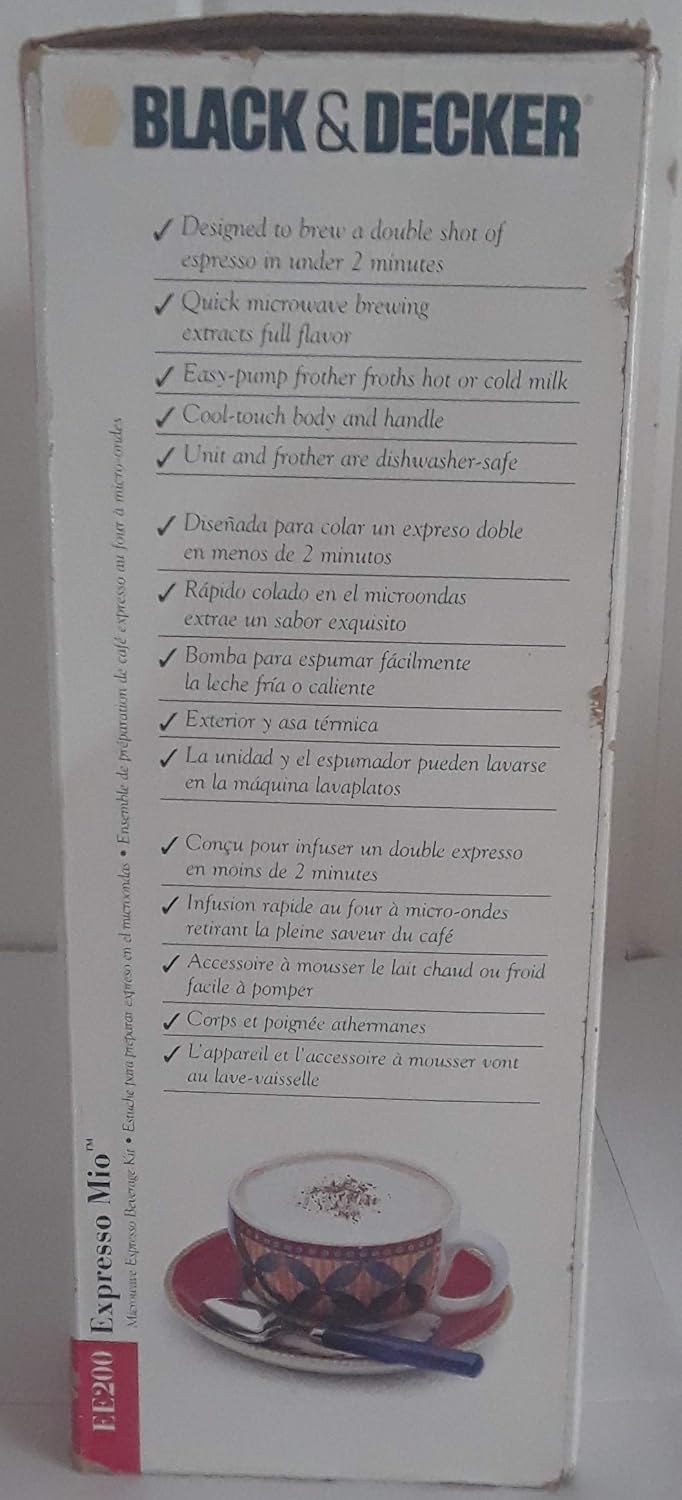 BLACK & DECKER®
✓ Designed to brew a double shot of
espresso in under 2 minutes
✓ Quick microwave brewing
extracts full flavor
✓ Easy-pump frother froths hot or cold milk
✓ Cool-touch body and handle
✓ Unit and frother are dishwasher-safe
✓ Diseñada para colar un expreso doble
en menos de 2 minutos
✓ Rápido colado en el microondas
extrae un sabor exquisito
✓ Bomba para espumar fácilmente
la leche fría o caliente
✓ Exterior y asa térmica
✓ La unidad y el espumador pueden lavarse
en la máquina lavaplatos
✓ Conçu pour infuser un double expresso
en moins de 2 minutes
✓ Infusion rapide au four à micro-ondes
retirant la pleine saveur du café
✓ Accessoire à mousser le lait chaud ou froid
facile à pomper
✓ Corps et poignée athermanes
✓ L'appareil et l'accessoire à mousser vont
au lave-vaisselle
EE200 Expresso Mio™
Microwave Espresso Beverage Kit • Estuche para preparar expreso en el microondas • Ensemble de préparation de café expresso au four à micro-ondes